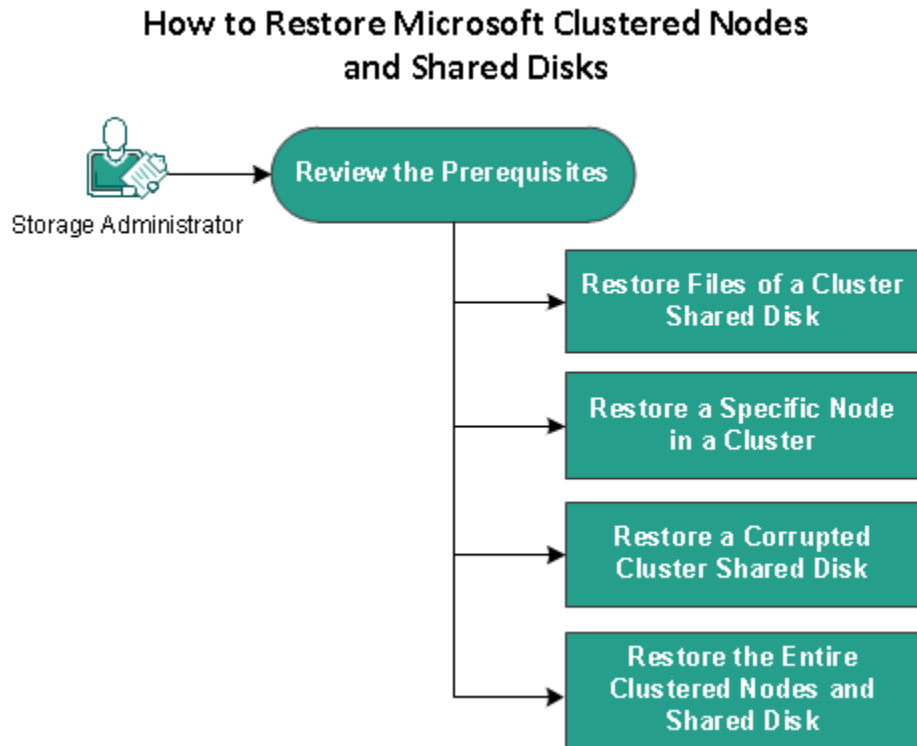 How to Restore Microsoft Clustered Nodes
and Shared Disks
Review the Prerequisites
Storage Administrator
Restore Files of a Cluster
Shared Disk
Restore a Specific Node
in a Cluster
Restore a Corrupted
Cluster Shared Disk
Restore the Entire
Clustered Nodes and
Shared Disk